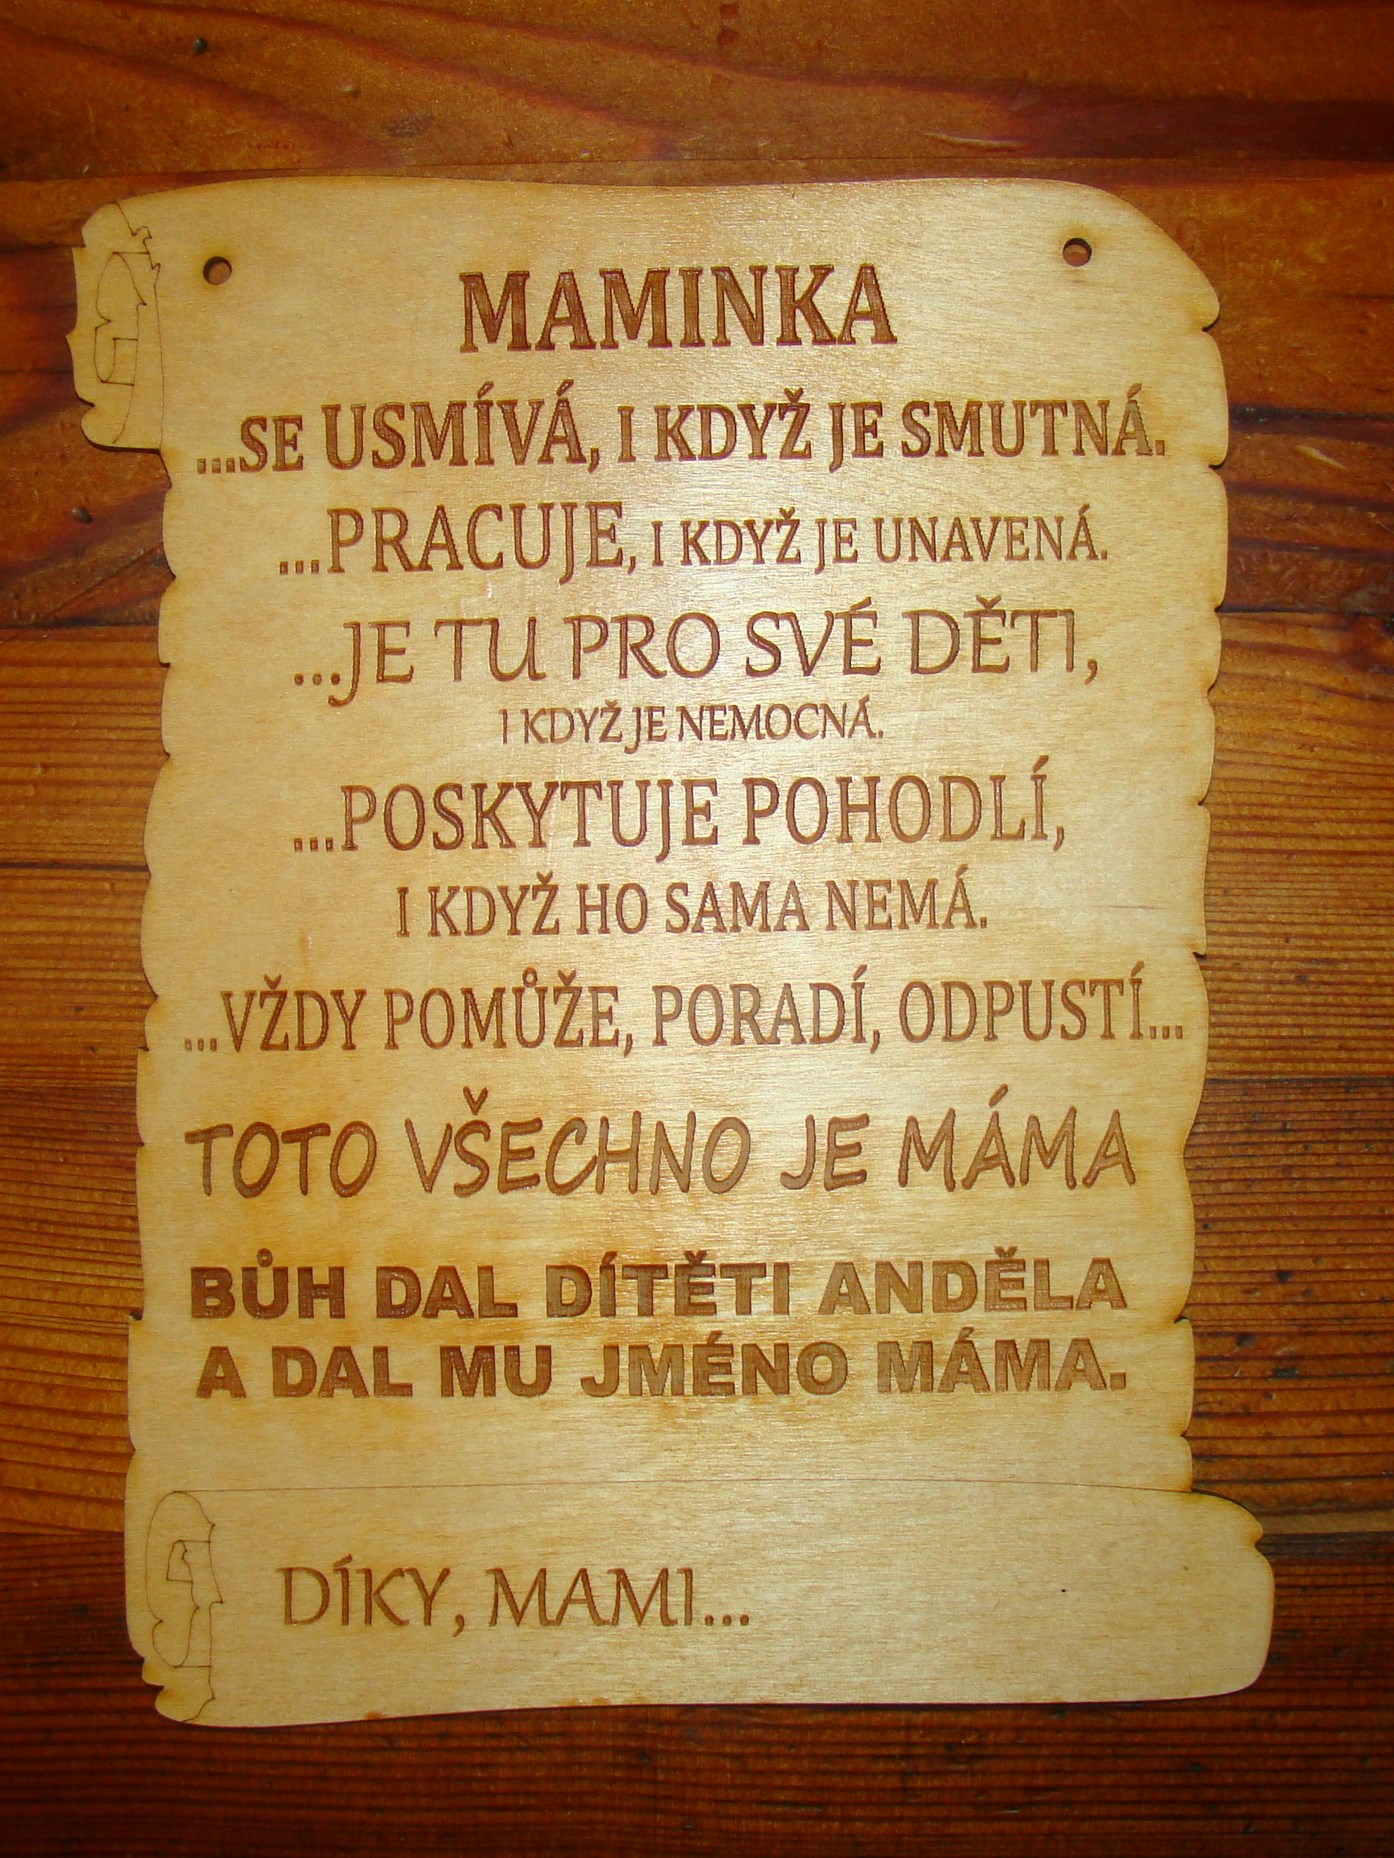 MAMINKA
...SE USMÍVÁ, I KDYŽ JE SMUTNÁ.
...PRACUJE, I KDYŽ JE UNAVENÁ.
...JE TU PRO SVÉ DĚTI,
I KDYŽ JE NEMOCNÁ.
...POSKYTUJE POHODLÍ,
I KDYŽ HO SAMA NEMÁ.
...VŽDY POMŮŽE, PORADÍ, ODPUSTÍ...
TOTO VŠECHNO JE MÁMA
BŮH DAL DÍTĚTI ANDĚLA
A DAL MU JMÉNO MÁMA.
DÍKY, MAMI...